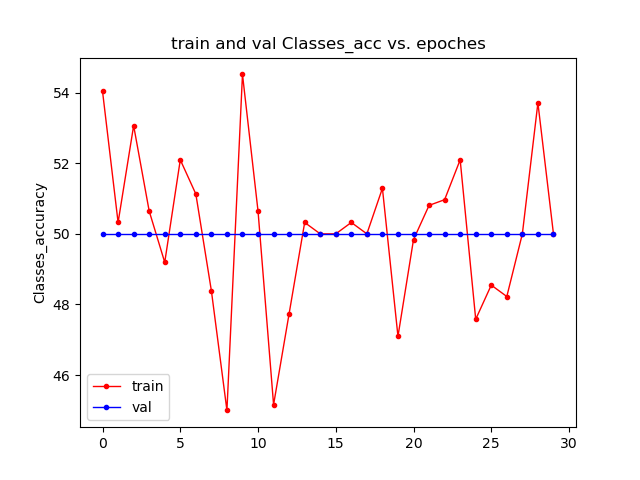 train and val Classes_acc vs. epoches
Classes_accuracy
54
52
50
48
46
train
val
0 5 10 15 20 25 30